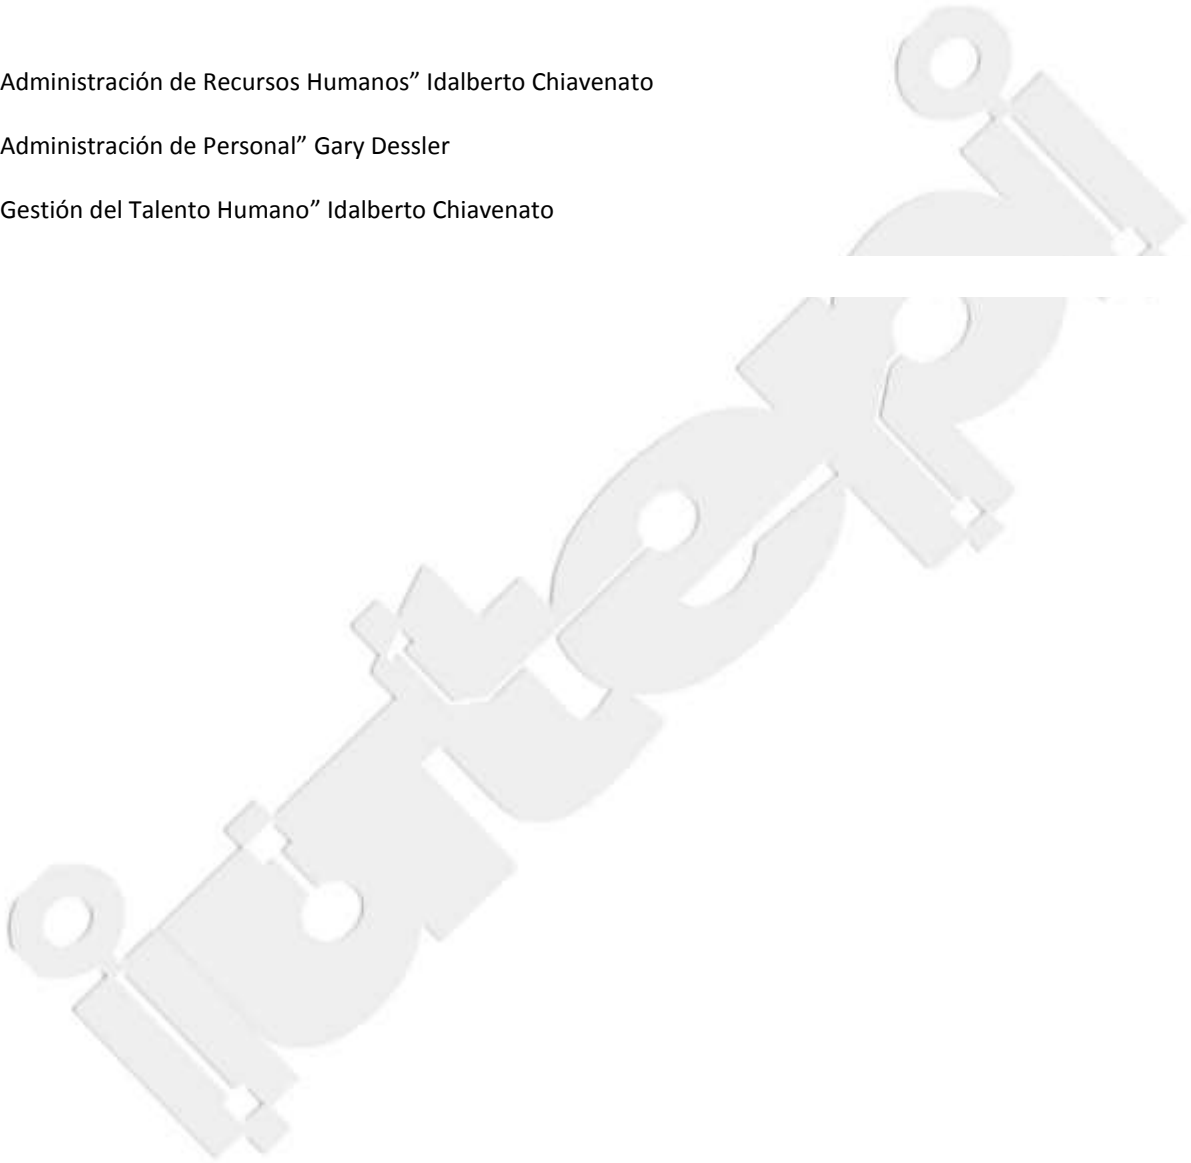 Administración de Recursos Humanos” Idalberto Chiavenato
Administración de Personal” Gary Dessler
Gestión del Talento Humano” Idalberto Chiavenato